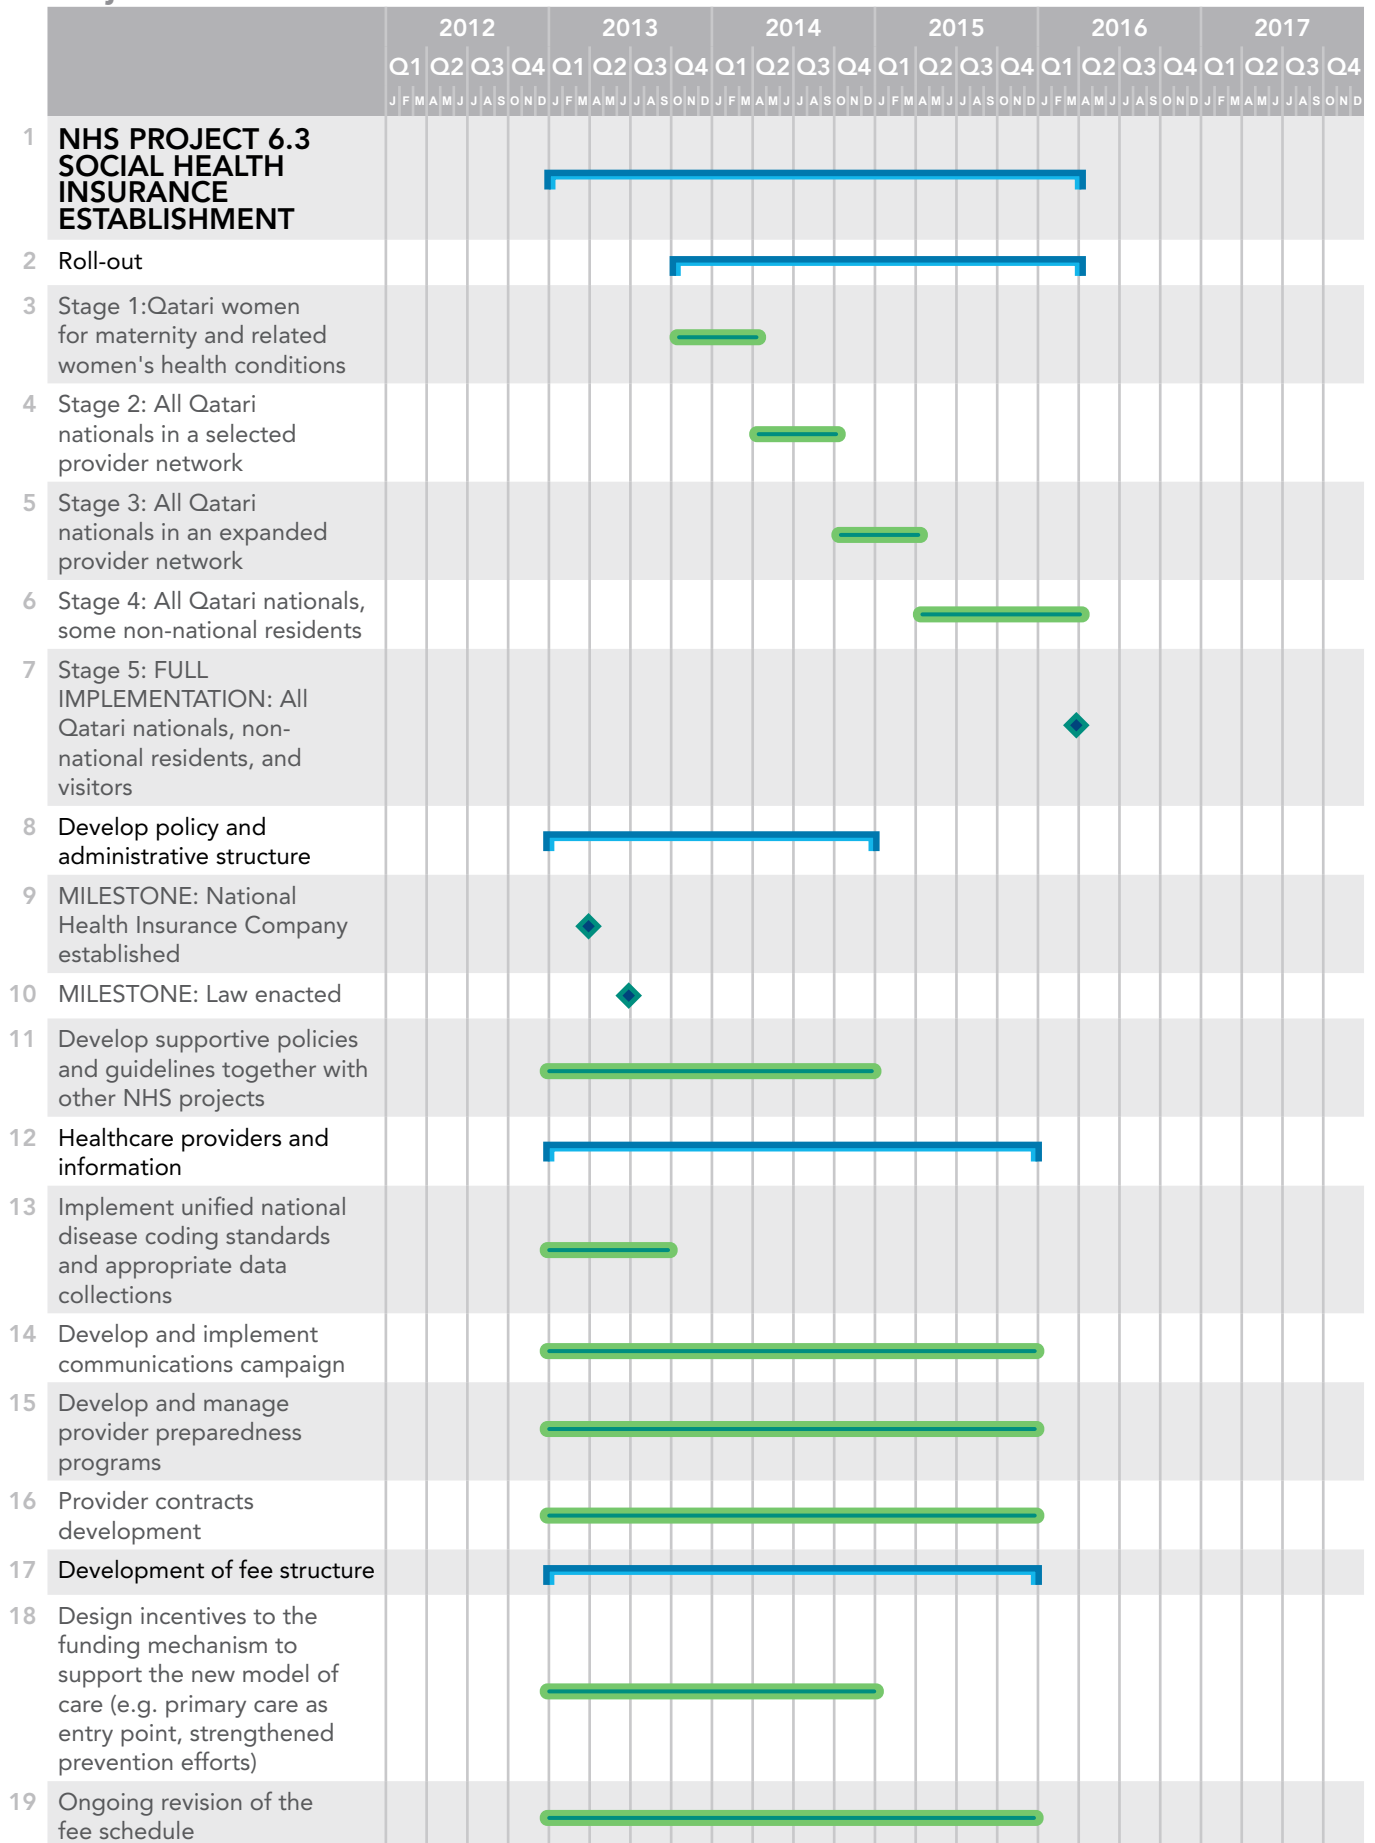 2012 2013 2014 2015 2016 2017
Q1 Q2 Q3 Q4 Q1 Q2 Q3 Q4 Q1 Q2 Q3 Q4 Q1 Q2 Q3 Q4 Q1 Q2 Q3 Q4 Q1 Q2 Q3 Q4
J F M A M J J A S O N D J F M A M J J A S O N D J F M A M J J A S O N D J F M A M J J A S O N D J F M A M J J A S O N D J F M A M J J A S O N D
1 NHS PROJECT 6.3
SOCIAL HEALTH
INSURANCE
ESTABLISHMENT
2 Roll-out
3 Stage 1:Qatari women
for maternity and related
women's health conditions
4 Stage 2: All Qatari
nationals in a selected
provider network
5 Stage 3: All Qatari
nationals in an expanded
provider network
6 Stage 4: All Qatari nationals,
some non-national residents
7 Stage 5: FULL
IMPLEMENTATION: All
Qatari nationals, non-
national residents, and
visitors
8 Develop policy and
administrative structure
9 MILESTONE: National
Health Insurance Company
established
10 MILESTONE: Law enacted
11 Develop supportive policies
and guidelines together with
other NHS projects
12 Healthcare providers and
information
13 Implement unified national
disease coding standards
and appropriate data
collections
14 Develop and implement
communications campaign
15 Develop and manage
provider preparedness
programs
16 Provider contracts
development
17 Development of fee structure
18 Design incentives to the
funding mechanism to
support the new model of
care (e.g. primary care as
entry point, strengthened
prevention efforts)
19 Ongoing revision of the
fee schedule